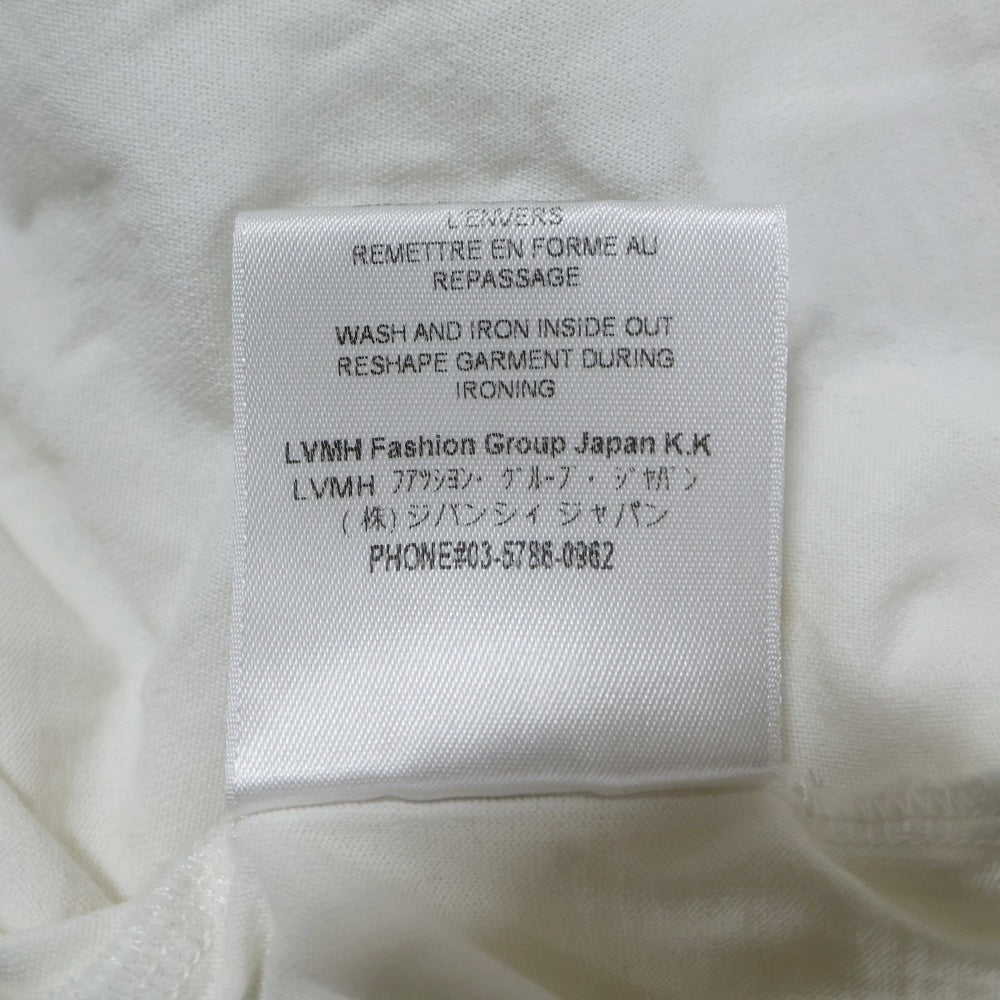 L'ENVERS
REMETTRE EN FORME AU
REPASSAGE
WASH AND IRON INSIDE OUT
RESHAPE GARMENT DURING
IRONING
LVMH Fashion Group Japan K.K
LVMH ファツシヨン・グループ・ジャパン
(株)ジバンシィ ジャパン
PHONE#03-5786-0962